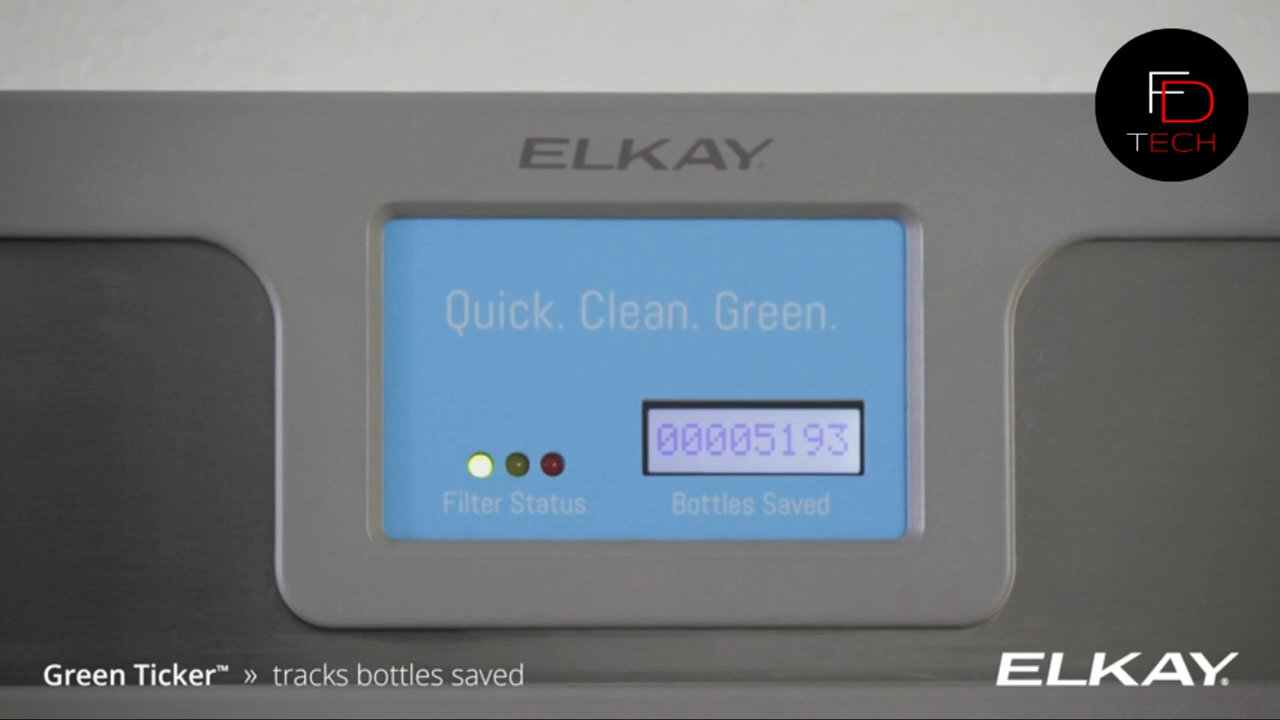 FD
TECH
ELKAY
Quick. Clean. Green.
00005193
Filter Status
Bottles Saved
Green Ticker™ » tracks bottles saved
ELKAY®